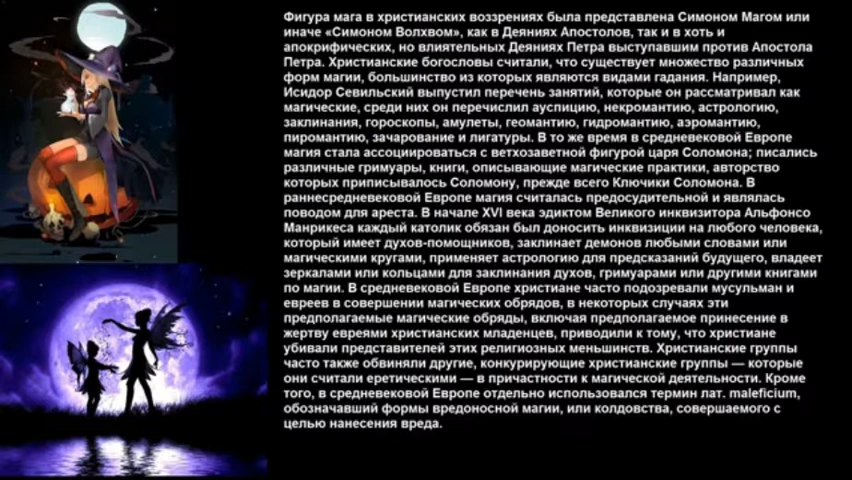 Фигура мага в христианских воззрениях была представлена Симоном Магом или
иначе «Симоном Волхвом», как в Деяниях Апостолов, так и в хоть и
апокрифических, но влиятельных Деяниях Петра выступавшим против Апостола
Петра. Христианские богословы считали, что существует множество различных
форм магии, большинство из которых являются видами гадания. Например,
Исидор Севильский выпустил перечень занятий, которые он рассматривал как
магические, среди них он перечислил ауспицию, некромантию, астрологию,
заклинания, гороскопы, амулеты, геомантию, гидромантию, аэромантию,
пиромантию, зачарование и лигатуры. В то же время в средневековой Европе
магия стала ассоциироваться с ветхозаветной фигурой царя Соломона; писались
различные гримуары, книги, описывающие магические практики, авторство
которых приписывалось Соломону, прежде всего Ключики Соломона. В
раннесредневековой Европе магия считалась предосудительной и являлась
поводом для ареста. В начале XVI века эдиктом Великого инквизитора Альфонсо
Манрикеса каждый католик обязан был доносить инквизиции на любого человека,
который имеет духов-помощников, заклинает демонов любыми словами или
магическими кругами, применяет астрологию для предсказаний будущего, владеет
зеркалами или кольцами для заклинания духов, гримуарами или другими книгами
по магии. В средневековой Европе христиане часто подозревали мусульман и
евреев в совершении магических обрядов, в некоторых случаях эти
предполагаемые магические обряды, включая предполагаемое принесение в
жертву евреями христианских младенцев, приводили к тому, что христиане
убивали представителей этих религиозных меньшинств. Христианские группы
часто также обвиняли другие, конкурирующие христианские группы — которые
они считали еретическими — в причастности к магической деятельности. Кроме
того, в средневековой Европе отдельно использовался термин лат. maleficium,
обозначавший формы вредоносной магии, или колдовства, совершаемого с
целью нанесения вреда.